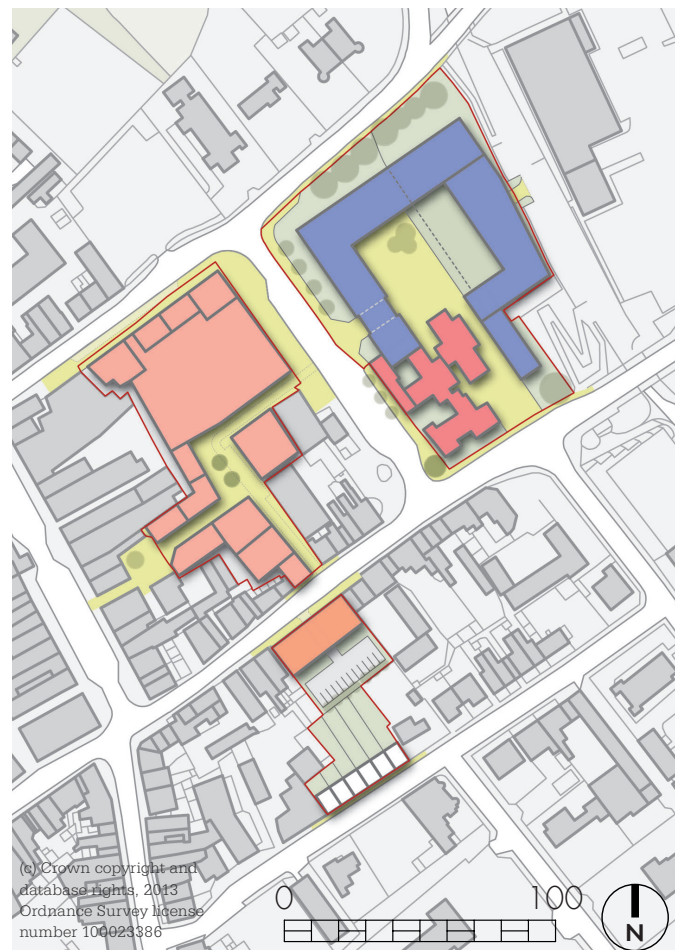 (c) Crown copyright and
database rights, 2013
Ordnance Survey license
number 100023386
0 100
N